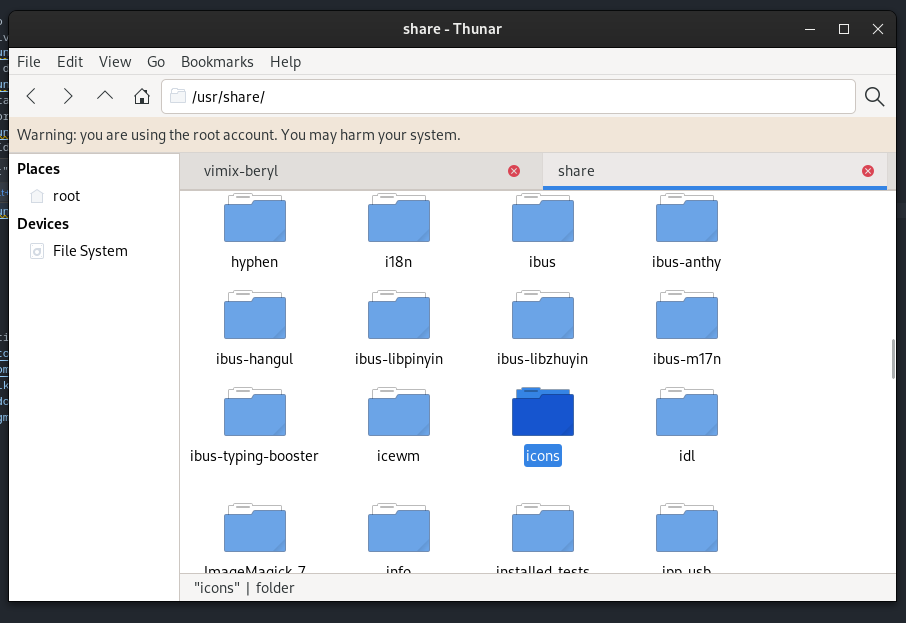 share - Thunar
File Edit View Go Bookmarks Help
/usr/share/
Warning: you are using the root account. You may harm your system.
Places
root
Devices
File System
vimix-beryl share
hyphen i18n ibus ibus-anthy
ibus-hangul ibus-libpinyin ibus-libzhuyin ibus-m17n
ibus-typing-booster icewm icons idl
ImageMagick-7 info installed-tests ipp-usb
"icons" | folder